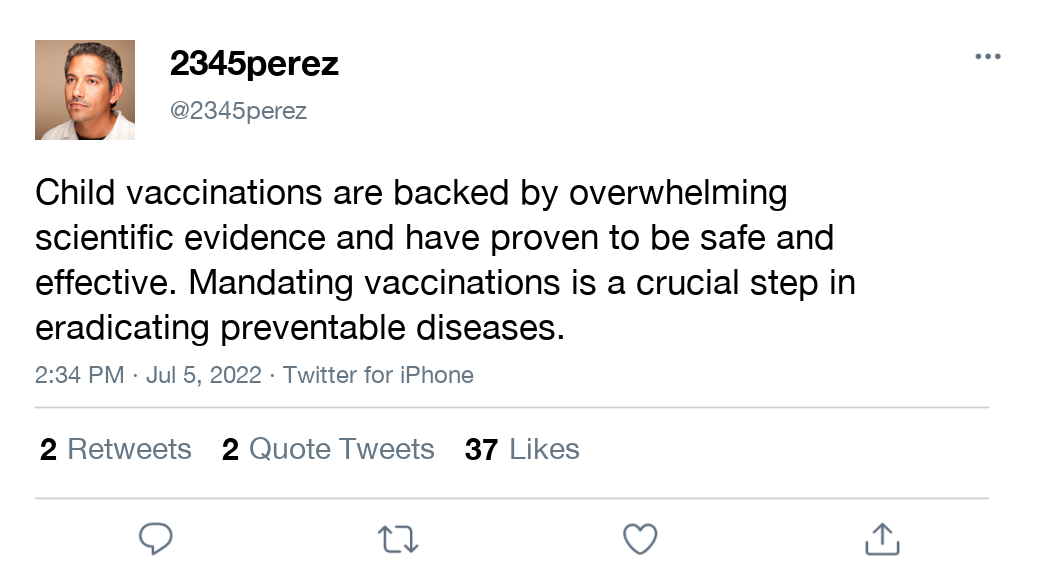 2345perez
@2345perez
Child vaccinations are backed by overwhelming
scientific evidence and have proven to be safe and
effective. Mandating vaccinations is a crucial step in
eradicating preventable diseases.
2:34 PM · Jul 5, 2022 · Twitter for iPhone
2 Retweets 2 Quote Tweets 37 Likes